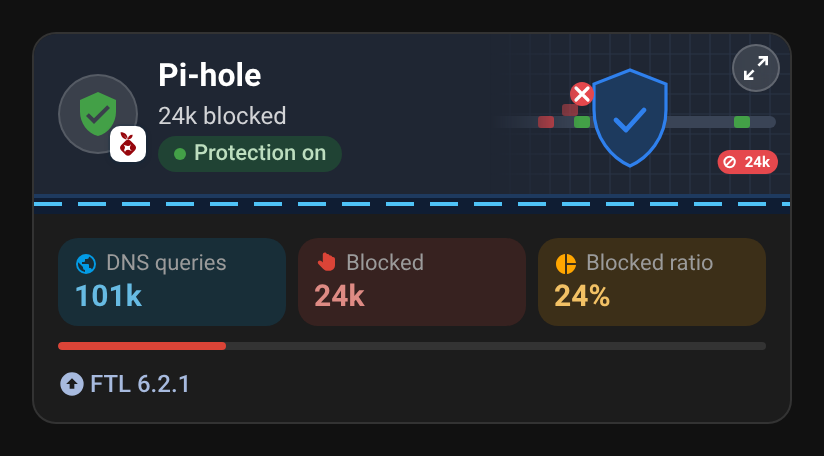 Pi-hole
24k blocked
Protection on
24k
DNS queries
101k
Blocked
24k
Blocked ratio
24%
FTL 6.2.1